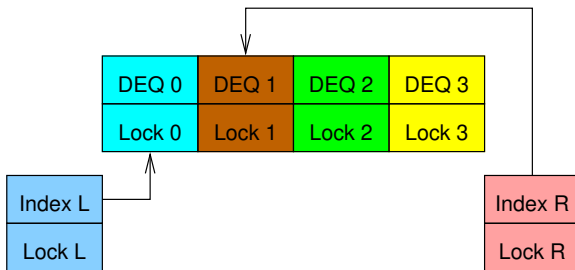 DEQ 0 DEQ 1 DEQ 2 DEQ 3
Lock 0 Lock 1 Lock 2 Lock 3
Index L Index R
Lock L Lock R